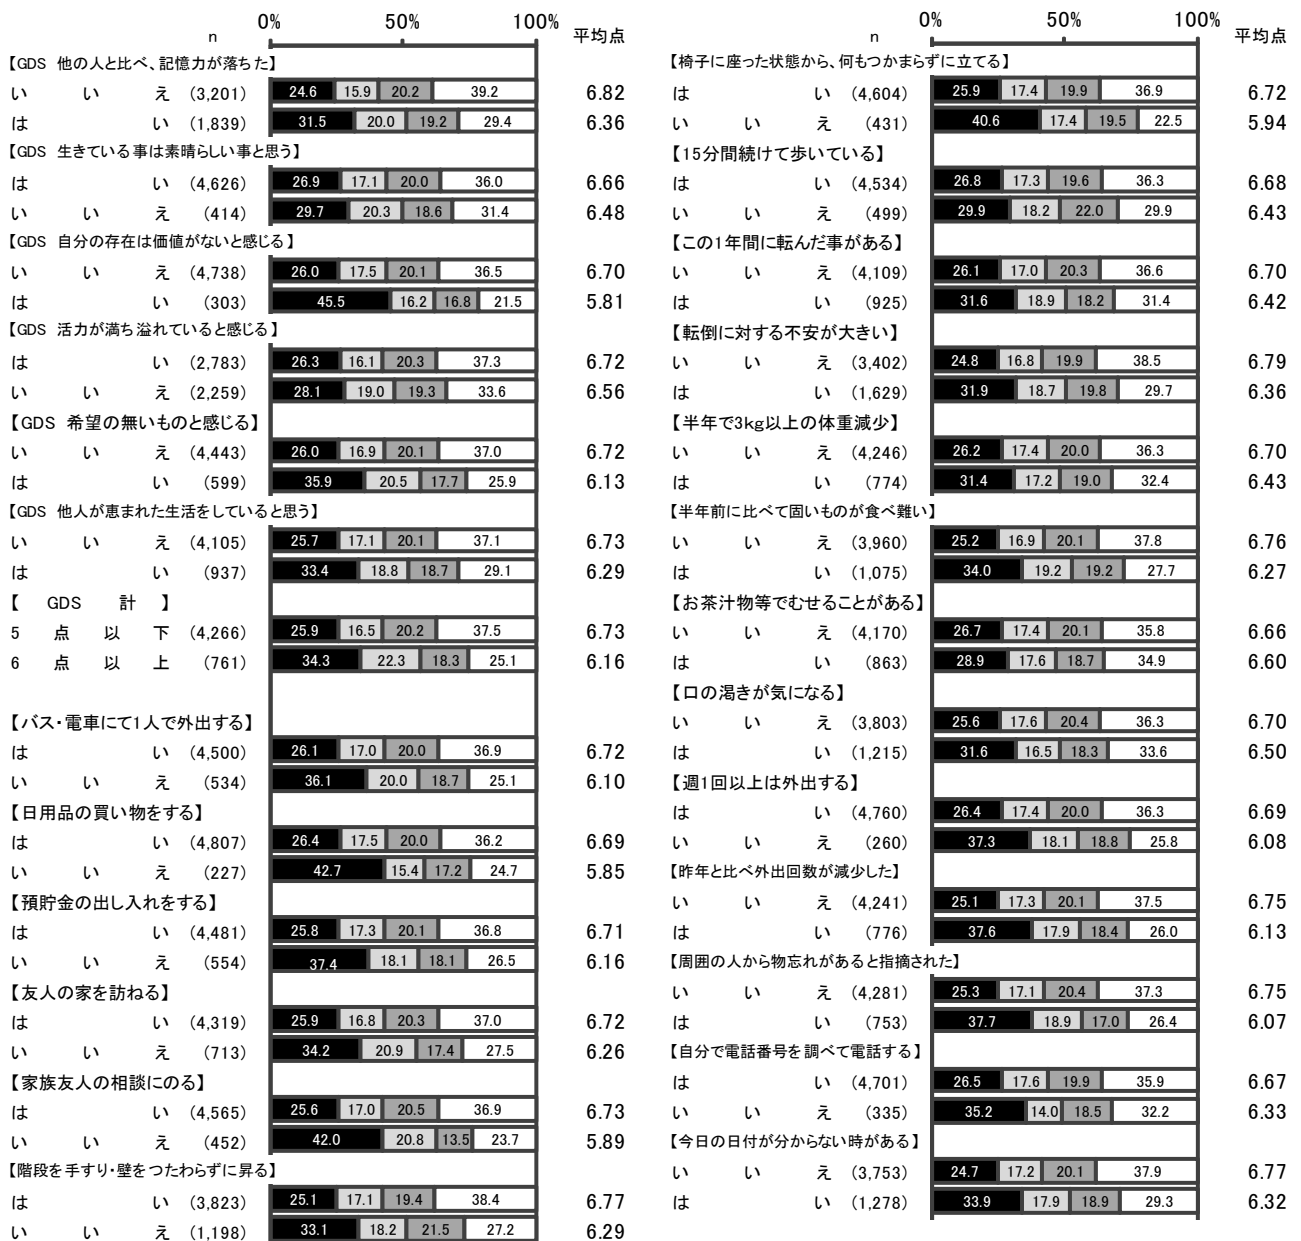 0% 50% 100%
n 平均点
【GDS 他の人と比べ、記憶力が落ちた】
いいえ (3,201) 24.6 15.9 20.2 39.2 6.82
はい (1,839) 31.5 20.0 19.2 29.4 6.36
【GDS 生きている事は素晴らしい事と思う】
はい (4,626) 26.9 17.1 20.0 36.0 6.66
いいえ (414) 29.7 20.3 18.6 31.4 6.48
【GDS 自分の存在は価値がないと感じる】
いいえ (4,738) 26.0 17.5 20.1 36.5 6.70
はい (303) 45.5 16.2 16.8 21.5 5.81
【GDS 活力が満ち溢れていると感じる】
はい (2,783) 26.3 16.1 20.3 37.3 6.72
いいえ (2,259) 28.1 19.0 19.3 33.6 6.56
【GDS 希望の無いものと感じる】
いいえ (4,443) 26.0 16.9 20.1 37.0 6.72
はい (599) 35.9 20.5 17.7 25.9 6.13
【GDS 他人が恵まれた生活をしていると思う】
いいえ (4,105) 25.7 17.1 20.1 37.1 6.73
はい (937) 33.4 18.8 18.7 29.1 6.29
【 GDS 計 】
5点以下 (4,266) 25.9 16.5 20.2 37.5 6.73
6点以上 (761) 34.3 22.3 18.3 25.1 6.16
【バス・電車にて1人で外出する】
はい (4,500) 26.1 17.0 20.0 36.9 6.72
いいえ (534) 36.1 20.0 18.7 25.1 6.10
【日用品の買い物をする】
はい (4,807) 26.4 17.5 20.0 36.2 6.69
いいえ (227) 42.7 15.4 17.2 24.7 5.85
【預貯金の出し入れをする】
はい (4,481) 25.8 17.3 20.1 36.8 6.71
いいえ (554) 37.4 18.1 18.1 26.5 6.16
【友人の家を訪ねる】
はい (4,319) 25.9 16.8 20.3 37.0 6.72
いいえ (713) 34.2 20.9 17.4 27.5 6.26
【家族友人の相談にのる】
はい (4,565) 25.6 17.0 20.5 36.9 6.73
いいえ (452) 42.0 20.8 13.5 23.7 5.89
【階段を手すり・壁をつたわらずに昇る】
はい (3,823) 25.1 17.1 19.4 38.4 6.77
いいえ (1,198) 33.1 18.2 21.5 27.2 6.29
0% 50% 100%
n 平均点
【椅子に座った状態から、何もつかまらずに立てる】
はい (4,604) 25.9 17.4 19.9 36.9 6.72
いいえ (431) 40.6 17.4 19.5 22.5 5.94
【15分間続けて歩いている】
はい (4,534) 26.8 17.3 19.6 36.3 6.68
いいえ (499) 29.9 18.2 22.0 29.9 6.43
【この1年間に転んだ事がある】
いいえ (4,109) 26.1 17.0 20.3 36.6 6.70
はい (925) 31.6 18.9 18.2 31.4 6.42
【転倒に対する不安が大きい】
いいえ (3,402) 24.8 16.8 19.9 38.5 6.79
はい (1,629) 31.9 18.7 19.8 29.7 6.36
【半年で3kg以上の体重減少】
いいえ (4,246) 26.2 17.4 20.0 36.3 6.70
はい (774) 31.4 17.2 19.0 32.4 6.43
【半年前に比べて固いものが食べ難い】
いいえ (3,960) 25.2 16.9 20.1 37.8 6.76
はい (1,075) 34.0 19.2 19.2 27.7 6.27
【お茶汁物等でむせることがある】
いいえ (4,170) 26.7 17.4 20.1 35.8 6.66
はい (863) 28.9 17.6 18.7 34.9 6.60
【口の渇きが気になる】
いいえ (3,803) 25.6 17.6 20.4 36.3 6.70
はい (1,215) 31.6 16.5 18.3 33.6 6.50
【週1回以上は外出する】
はい (4,760) 26.4 17.4 20.0 36.3 6.69
いいえ (260) 37.3 18.1 18.8 25.8 6.08
【昨年と比べ外出回数が減少した】
いいえ (4,241) 25.1 17.3 20.1 37.5 6.75
はい (776) 37.6 17.9 18.4 26.0 6.13
【周囲の人から物忘れがあると指摘された】
いいえ (4,281) 25.3 17.1 20.4 37.3 6.75
はい (753) 37.7 18.9 17.0 26.4 6.07
【自分で電話番号を調べて電話する】
はい (4,701) 26.5 17.6 19.9 35.9 6.67
いいえ (335) 35.2 14.0 18.5 32.2 6.33
【今日の日付が分からない時がある】
いいえ (3,753) 24.7 17.2 20.1 37.9 6.77
はい (1,278) 33.9 17.9 18.9 29.3 6.32